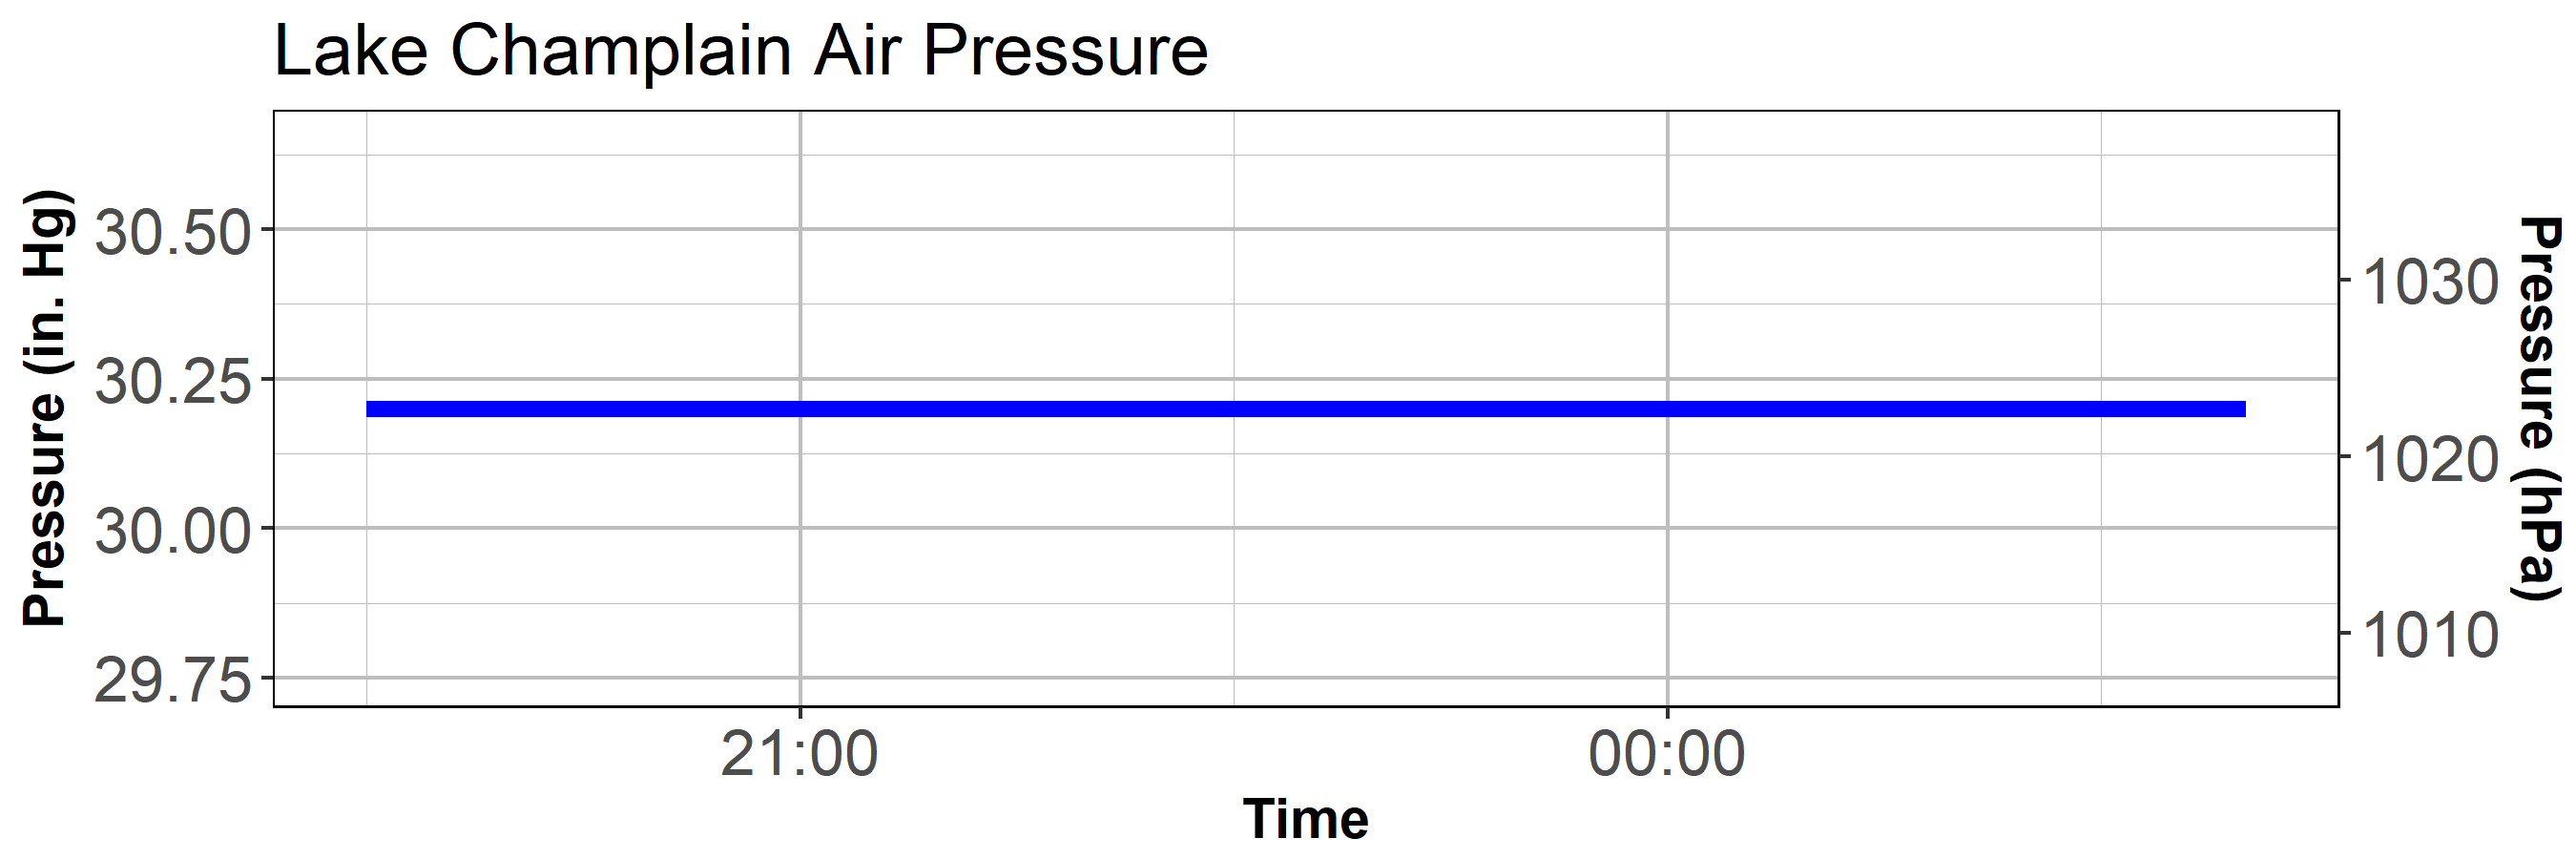 Lake Champlain Air Pressure
Pressure (in. Hg)
30.50
30.25
30.00
29.75
1030
1020
1010
Pressure (hPa)
21:00
00:00
Time